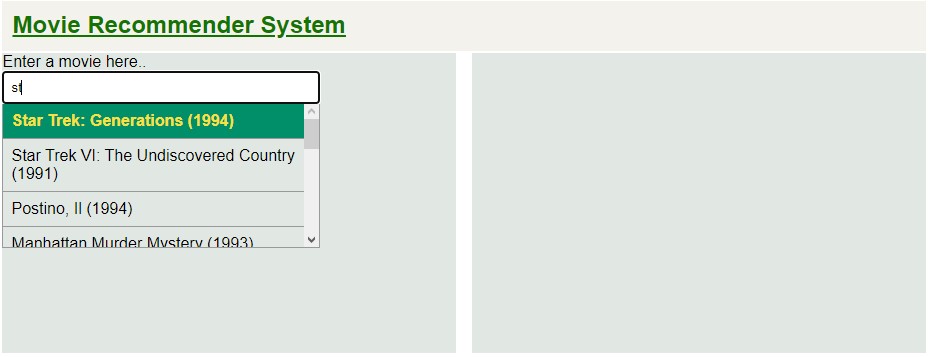 Movie Recommender System
Enter a movie here..
st
Star Trek: Generations (1994)
Star Trek VI: The Undiscovered Country
(1991)
Postino, Il (1994)
Manhattan Murder Mystery (1993)